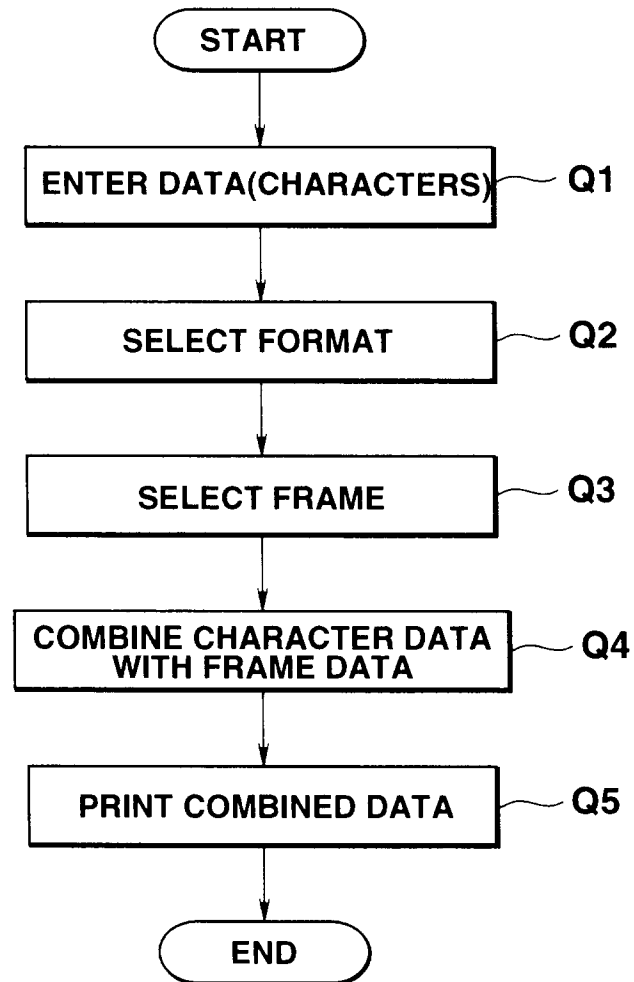 START
ENTER DATA(CHARACTERS)
Q1
SELECT FORMAT
Q2
SELECT FRAME
Q3
COMBINE CHARACTER DATA
WITH FRAME DATA
Q4
PRINT COMBINED DATA
Q5
END